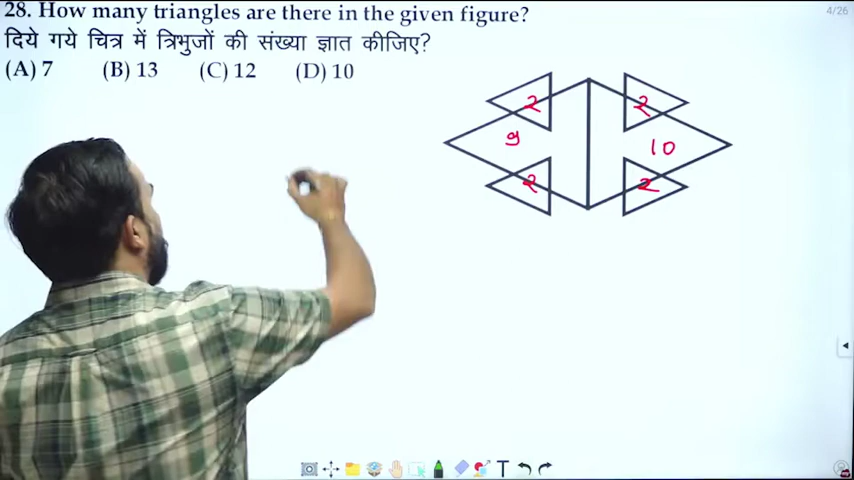 28. How many triangles are there in the given figure?
4/26
दिये गये चित्र में त्रिभुजों की संख्या ज्ञात कीजिए?
(A) 7 (B) 13 (C) 12 (D) 10
2 2
9 10
2 2
T